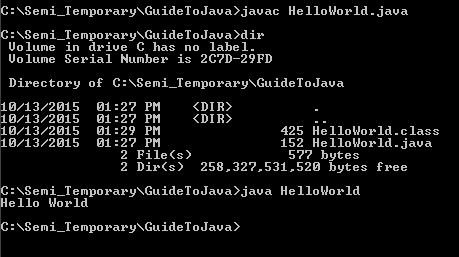 C:\Semi_Temporary\GuideToJava>javac HelloWorld.java
C:\Semi_Temporary\GuideToJava>dir
Volume in drive C has no label.
Volume Serial Number is 2C7D-29FD
Directory of C:\Semi_Temporary\GuideToJava
10/13/2015  01:27 PM    <DIR>          .
10/13/2015  01:27 PM    <DIR>          ..
10/13/2015  01:29 PM               425 HelloWorld.class
10/13/2015  01:27 PM               152 HelloWorld.java
2 File(s)            577 bytes
2 Dir(s)  258,327,531,520 bytes free
C:\Semi_Temporary\GuideToJava>java HelloWorld
Hello World
C:\Semi_Temporary\GuideToJava>